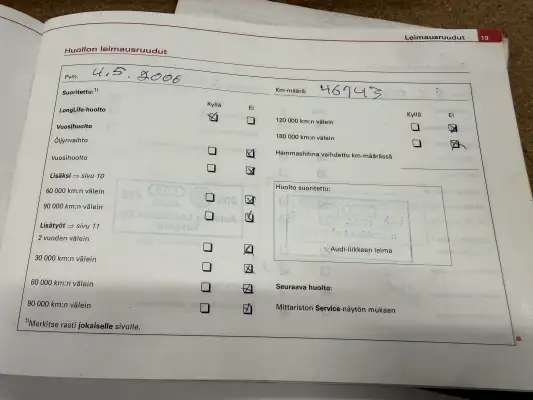 Leimausruudut 19
Huollon leimausruudut
Pvm. 4.5.2006
Km-määrä 46743
Suoritettu:1)
Kyllä Ei
Kyllä Ei
LongLife-huolto
120 000 km:n välein
Vuosihuolto
180 000 km:n välein
Öljynvaihto
Hammashihna vaihdettu km-määrässä
Vuosihuolto
Lisäksi ⇒ sivu 10
60 000 km:n välein
Huolto suoritettu:
90 000 km:n välein
Lisätyöt ⇒ sivu 11
2 vuoden välein
Audi-liikkeen leima
30 000 km:n välein
60 000 km:n välein
Seuraava huolto:
90 000 km:n välein
Mittariston Service-näytön mukaan
1)Merkitse rasti jokaiselle sivulle.